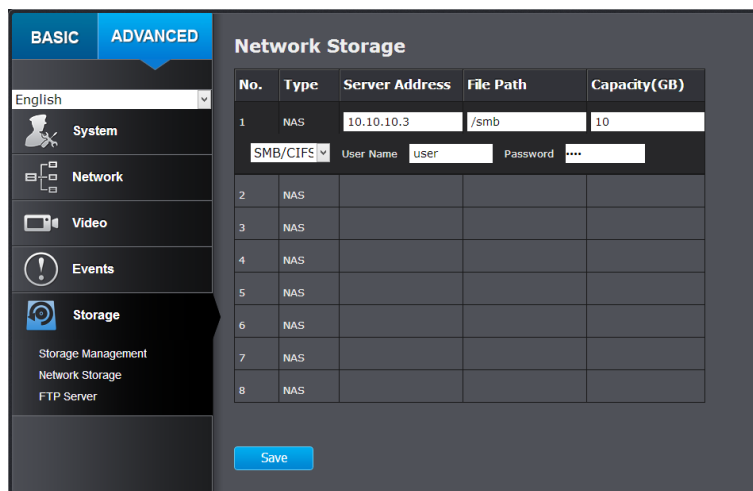 BASIC ADVANCED
English
System
Network
Video
Events
Storage
Storage Management
Network Storage
FTP Server
Network Storage
No. Type Server Address File Path Capacity(GB)
1 NAS 10.10.10.3 /smb 10
SMB/CIFS User Name user Password ••••
2 NAS
3 NAS
4 NAS
5 NAS
6 NAS
7 NAS
8 NAS
Save